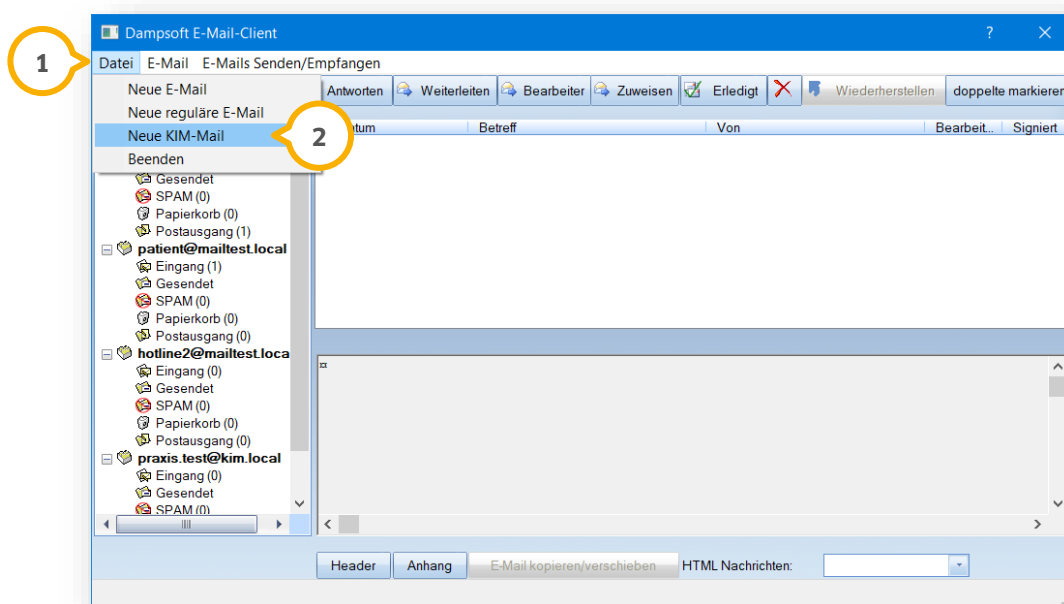 Dampsoft E-Mail-Client ?
1
Datei E-Mail E-Mails Senden/Empfangen
Neue E-Mail
Antworten Weiterleiten Bearbeiter Zuweisen Erledigt Wiederherstellen doppelte markieren
Neue reguläre E-Mail
Neue KIM-Mail
2
Betreff Von Bearbeit... Signiert
Beenden
Gesendet
SPAM (0)
Papierkorb (0)
Postausgang (1)
patient@mailtest.local
Eingang (1)
Gesendet
SPAM (0)
Papierkorb (0)
Postausgang (0)
hotline2@mailtest.loca
Eingang (0)
Gesendet
SPAM (0)
Papierkorb (0)
Postausgang (0)
praxis.test@kim.local
Eingang (0)
Gesendet
SPAM (0)
¤
Header Anhang E-Mail kopieren/verschieben HTML Nachrichten: